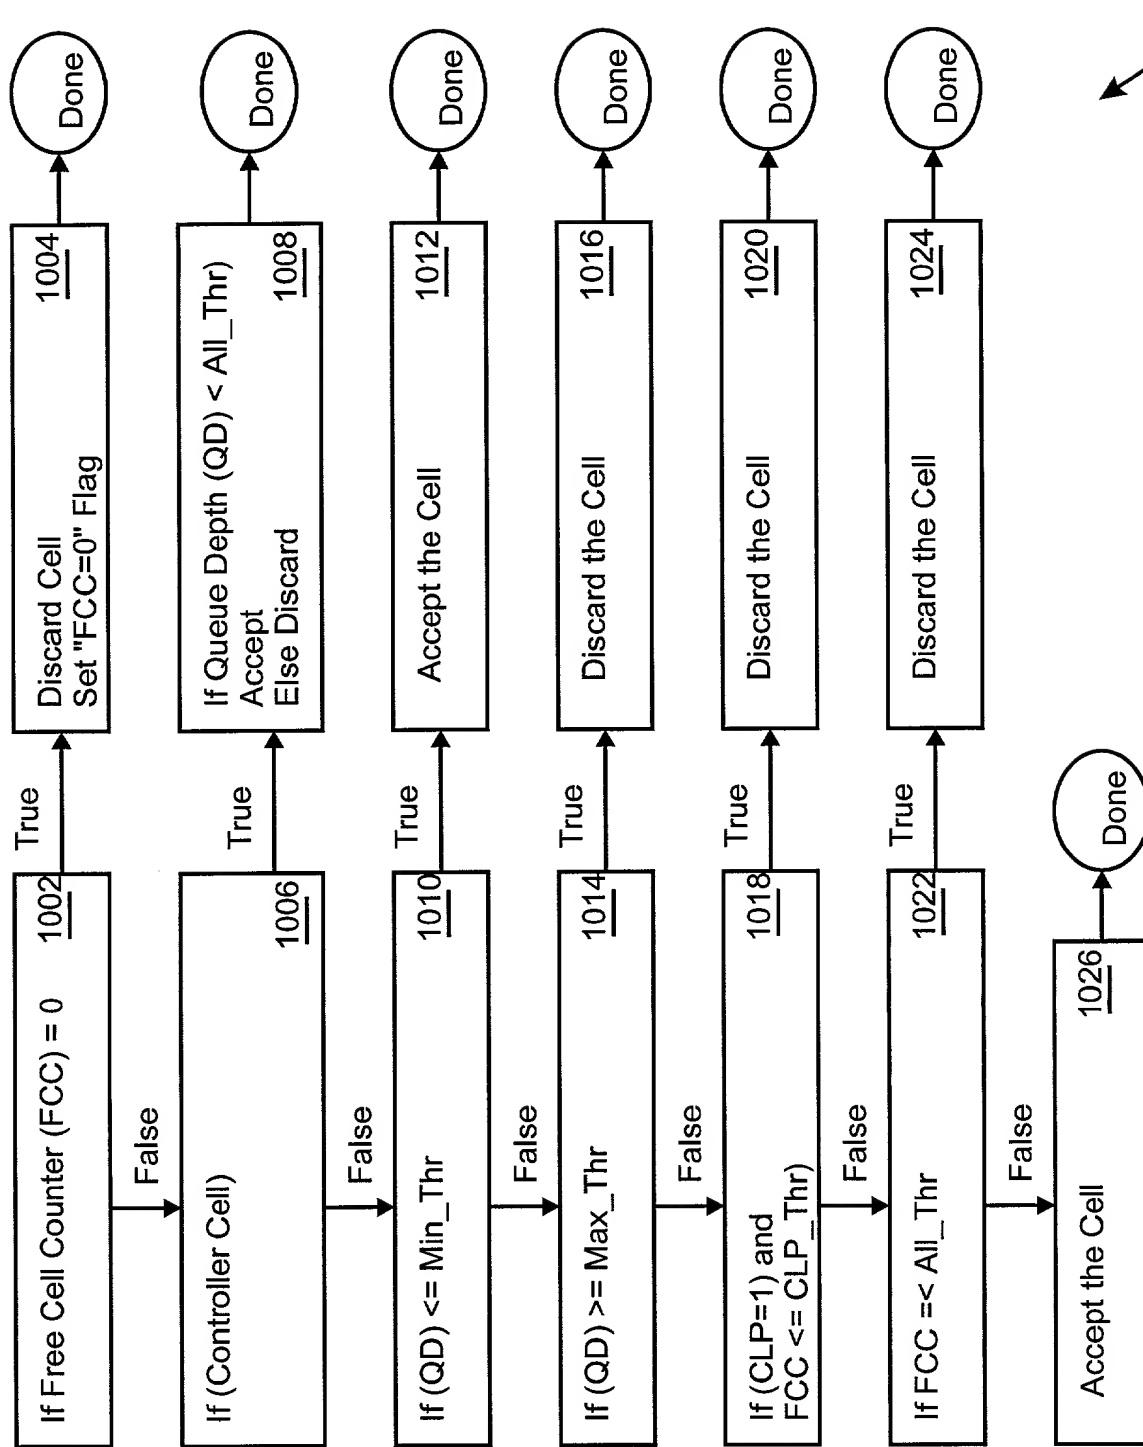 If Free Cell Counter (FCC) = 0
1002
True
Discard Cell
Set "FCC=0" Flag
1004
Done
False
If (Controller Cell)
1006
True
If Queue Depth (QD) < All_Thr)
Accept
Else Discard
1008
Done
False
If (QD) <= Min_Thr
1010
True
Accept the Cell
1012
Done
False
If (QD) >= Max_Thr
1014
True
Discard the Cell
1016
Done
False
If (CLP=1) and
FCC <= CLP_Thr)
1018
True
Discard the Cell
1020
Done
False
If FCC =< All_Thr
1022
True
Discard the Cell
1024
Done
False
Accept the Cell
1026
Done